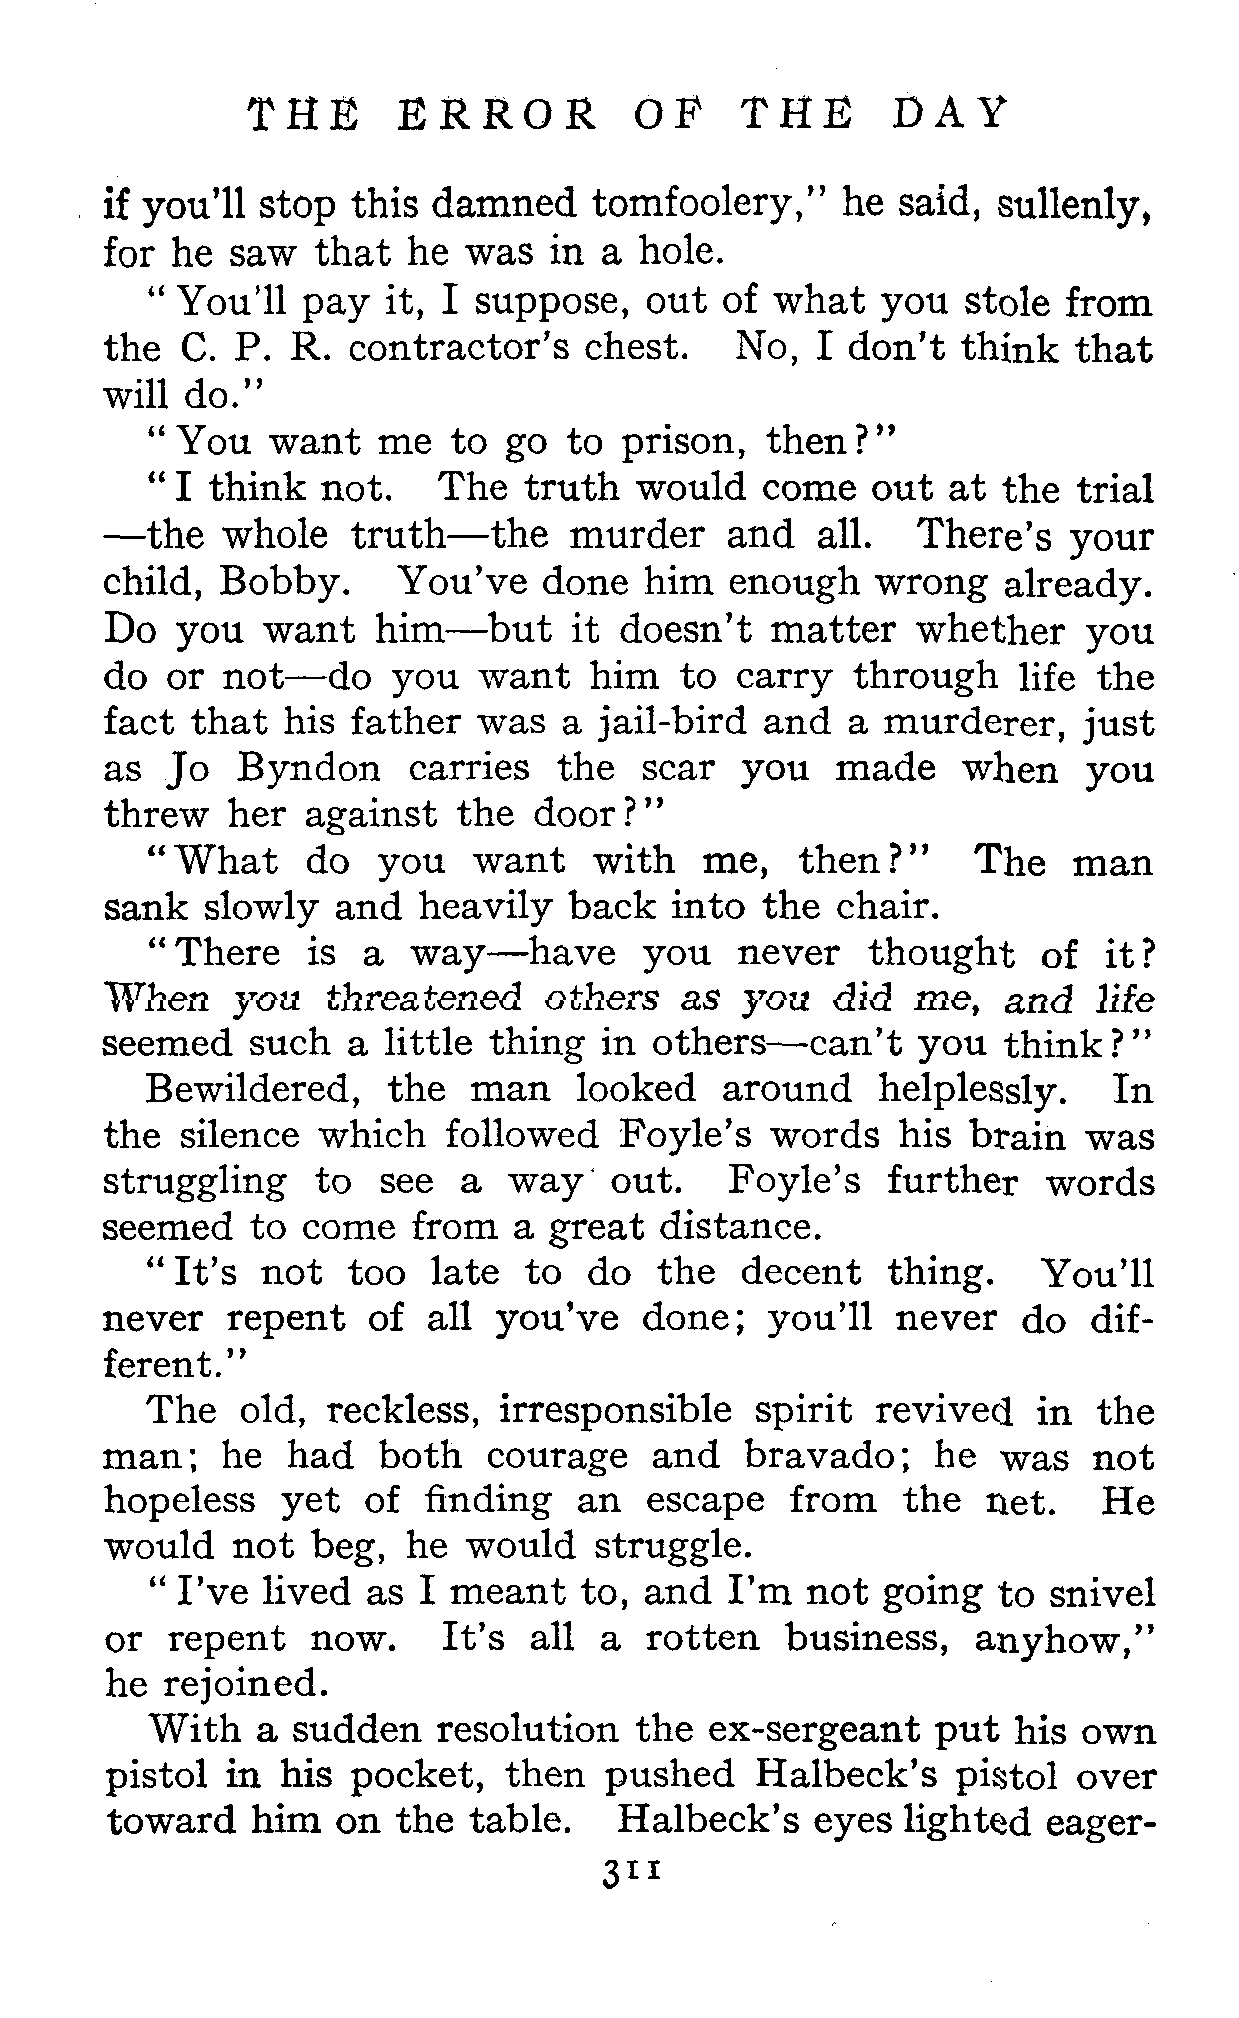 THE ERROR OF THE DAY
if you'll stop this damned tomfoolery," he said, sullenly,
for he saw that he was in a hole.
"You'll pay it, I suppose, out of what you stole from
the C. P. R. contractor's chest. No, I don't think that
will do."
"You want me to go to prison, then?"
"I think not. The truth would come out at the trial
—the whole truth—the murder and all. There's your
child, Bobby. You've done him enough wrong already.
Do you want him—but it doesn't matter whether you
do or not—do you want him to carry through life the
fact that his father was a jail-bird and a murderer, just
as Jo Byndon carries the scar you made when you
threw her against the door?"
"What do you want with me, then?" The man
sank slowly and heavily back into the chair.
"There is a way—have you never thought of it?
When you threatened others as you did me, and life
seemed such a little thing in others—can't you think?"
Bewildered, the man looked around helplessly. In
the silence which followed Foyle's words his brain was
struggling to see a way out. Foyle's further words
seemed to come from a great distance.
"It's not too late to do the decent thing. You'll
never repent of all you've done; you'll never do dif-
ferent."
The old, reckless, irresponsible spirit revived in the
man; he had both courage and bravado; he was not
hopeless yet of finding an escape from the net. He
would not beg, he would struggle.
"I've lived as I meant to, and I'm not going to snivel
or repent now. It's all a rotten business, anyhow,"
he rejoined.
With a sudden resolution the ex-sergeant put his own
pistol in his pocket, then pushed Halbeck's pistol over
toward him on the table. Halbeck's eyes lighted eager-
311